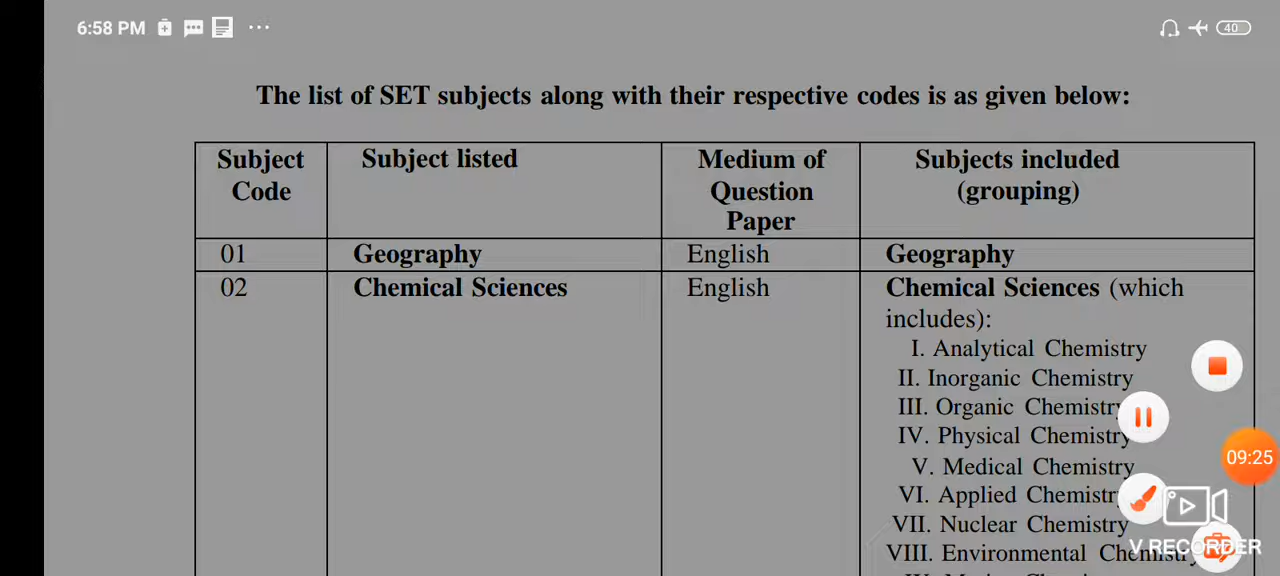 6:58 PM
40
The list of SET subjects along with their respective codes is as given below:
Subject Code
Subject listed
Medium of Question Paper
Subjects included (grouping)
01
Geography
English
Geography
02
Chemical Sciences
English
Chemical Sciences (which
includes):
I. Analytical Chemistry
II. Inorganic Chemistry
III. Organic Chemistry
IV. Physical Chemistry
V. Medical Chemistry
VI. Applied Chemistry
VII. Nuclear Chemistry
VIII. Environmental Chemistry
09:25
V RECORDER